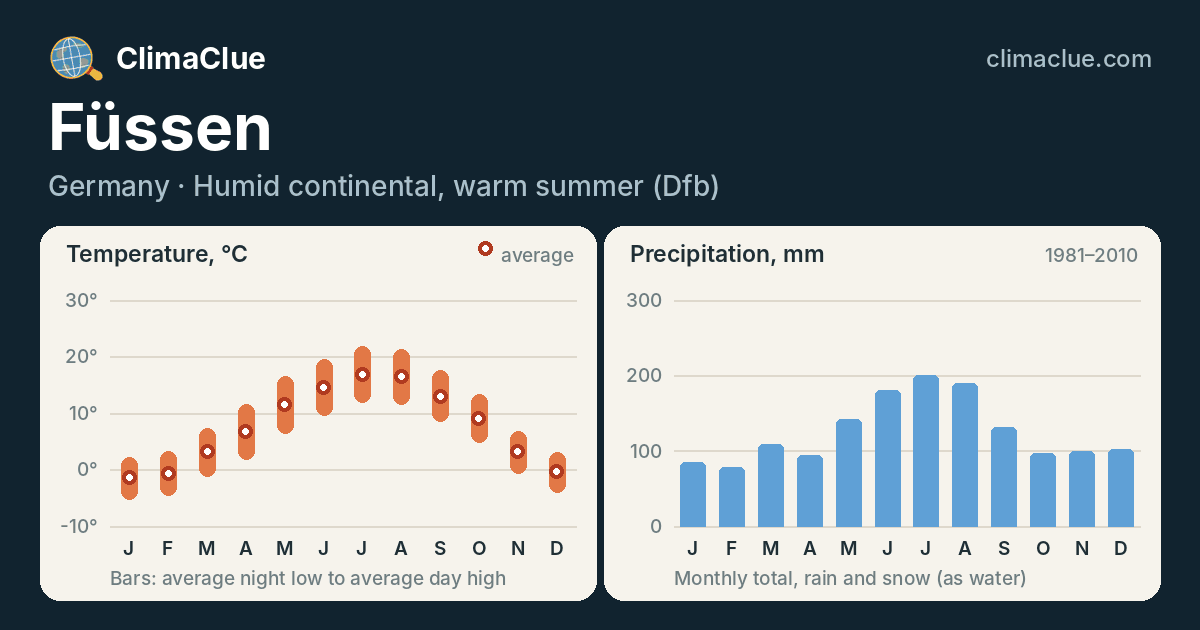 ClimaClue
climaclue.com
Füssen
Germany · Humid continental, warm summer (Dfb)
Temperature, °C
average
30°
20°
10°
0°
-10°
J F M A M J J A S O N D
Bars: average night low to average day high
Precipitation, mm
1981–2010
300
200
100
0
J F M A M J J A S O N D
Monthly total, rain and snow (as water)